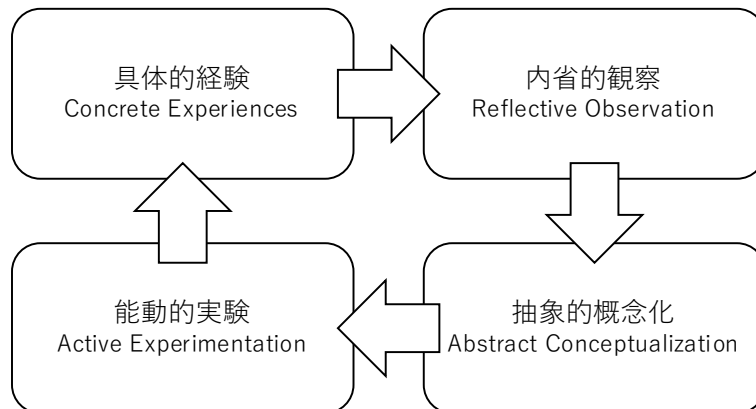 具体的経験
Concrete Experiences
内省的観察
Reflective Observation
能動的実験
Active Experimentation
抽象的概念化
Abstract Conceptualization